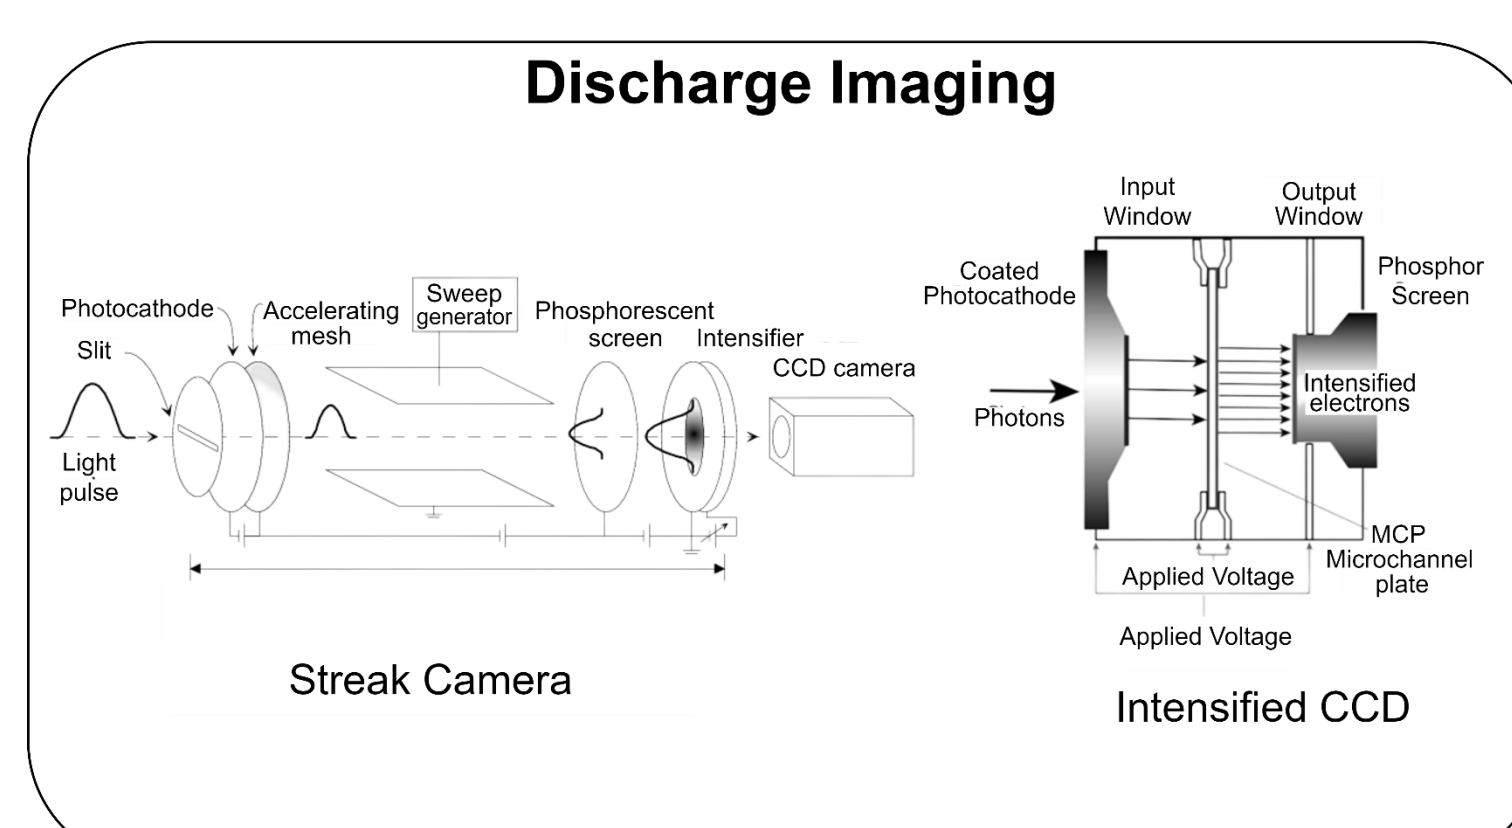 Discharge Imaging
Photocathode
Accelerating
mesh
Sweep
generator
Phosphorescent
screen
Intensifier
CCD camera
Slit
Light
pulse
Streak Camera
Input
Window
Output
Window
Coated
Photocathode
Phosphor
Screen
Photons
Intensified
electrons
MCP
Microchannel
plate
Applied Voltage
Applied Voltage
Intensified CCD